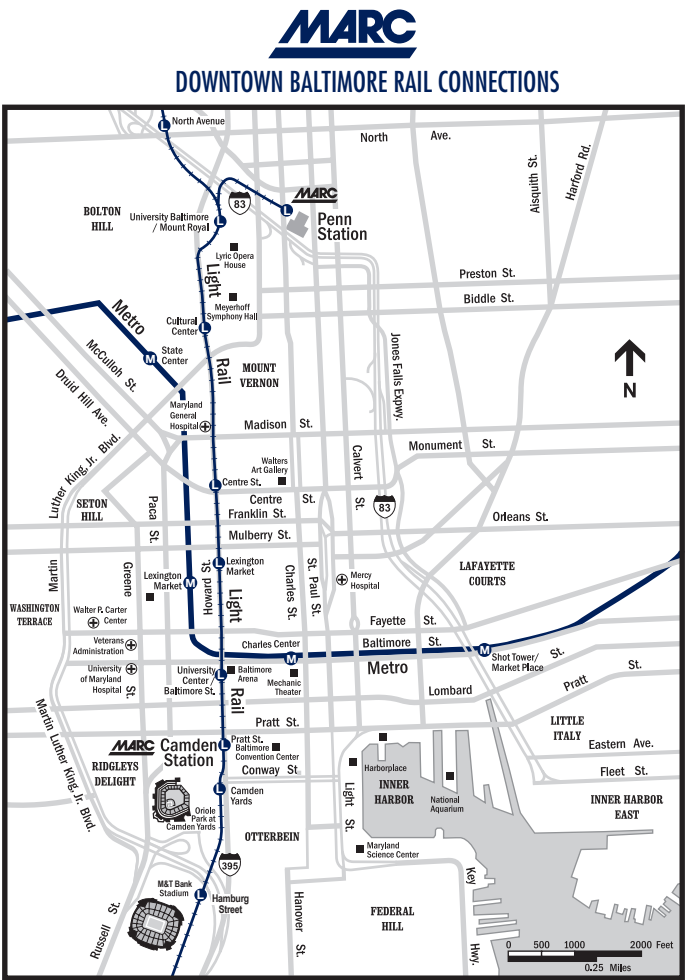 MARC
DOWNTOWN BALTIMORE RAIL CONNECTIONS
North Avenue
North Ave.
Aisquith St.
Harford Rd.
MARC
83
BOLTON
HILL
University Baltimore
/ Mount Royal
Penn
Station
Lyric Opera
House
Light
Preston St.
Biddle St.
Meyerhoff
Symphony Hall
Metro
Cultural
Center
State
Center
McCulloh St.
Rail
Jones Falls Expwy.
MOUNT
VERNON
N
Druid Hill Ave.
Maryland
General
Hospital
Madison St.
Monument St.
Luther King, Jr. Blvd.
Walters
Art Gallery
Calvert St.
Centre St.
Centre St.
83
SETON
HILL
Paca St.
Franklin St.
Orleans St.
Mulberry St.
Martin
Greene St.
Lexington
Market
Howard St.
Lexington
Market
Light
Charles St.
St. Paul St.
Mercy
Hospital
LAFAYETTE
COURTS
WASHINGTON
TERRACE
Walter P. Carter
Center
Fayette St.
Veterans
Administration
Charles Center
Baltimore St.
Metro
Shot Tower/
Market Place
University
of Maryland
Hospital
University
Center/
Baltimore St.
Baltimore
Arena
Mechanic
Theater
Rail
Lombard St.
Pratt St.
Martin Luther King, Jr. Blvd.
Pratt St.
LITTLE
ITALY
MARC
Camden
Station
Pratt St.
Baltimore
Convention Center
Eastern Ave.
RIDGELYS
DELIGHT
Conway St.
Harborplace
Fleet St.
Camden
Yards
Light St.
INNER
HARBOR
National
Aquarium
INNER HARBOR
EAST
Oriole
Park at
Camden Yards
OTTERBEIN
Maryland
Science Center
395
M&T Bank
Stadium
Hamburg
Street
Hanover St.
Key Hwy.
Russell St.
FEDERAL
HILL
0 500 1000 2000 Feet
0.25 Miles